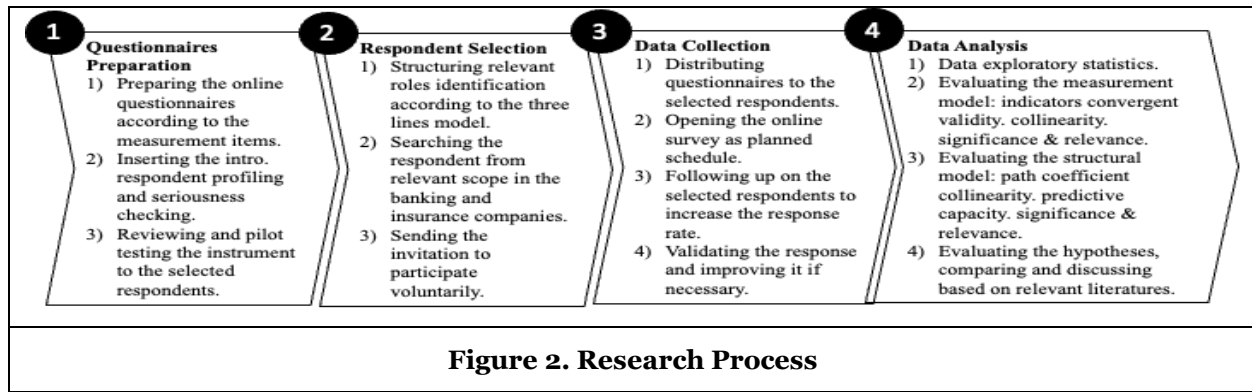 1
Questionnaires
Preparation
1) Preparing the online
questionnaires
according to the
measurement items.
2) Inserting the intro.
respondent profiling
and seriousness
checking.
3) Reviewing and pilot
testing the instrument
to the selected
respondents.
2
Respondent Selection
1) Structuring relevant
roles identification
according to the three
lines model.
2) Searching the
respondent from
relevant scope in the
banking and
insurance companies.
3) Sending the
invitation to
participate
voluntarily.
3
Data Collection
1) Distributing
questionnaires to the
selected respondents.
2) Opening the online
survey as planned
schedule.
3) Following up on the
selected respondents to
increase the response
rate.
4) Validating the response
and improving it if
necessary.
4
Data Analysis
1) Data exploratory statistics.
2) Evaluating the measurement
model: indicators convergent
validity. collinearity.
significance & relevance.
3) Evaluating the structural
model: path coefficient
collinearity. predictive
capacity. significance &
relevance.
4) Evaluating the hypotheses,
comparing and discussing
based on relevant literatures.
Figure 2. Research Process